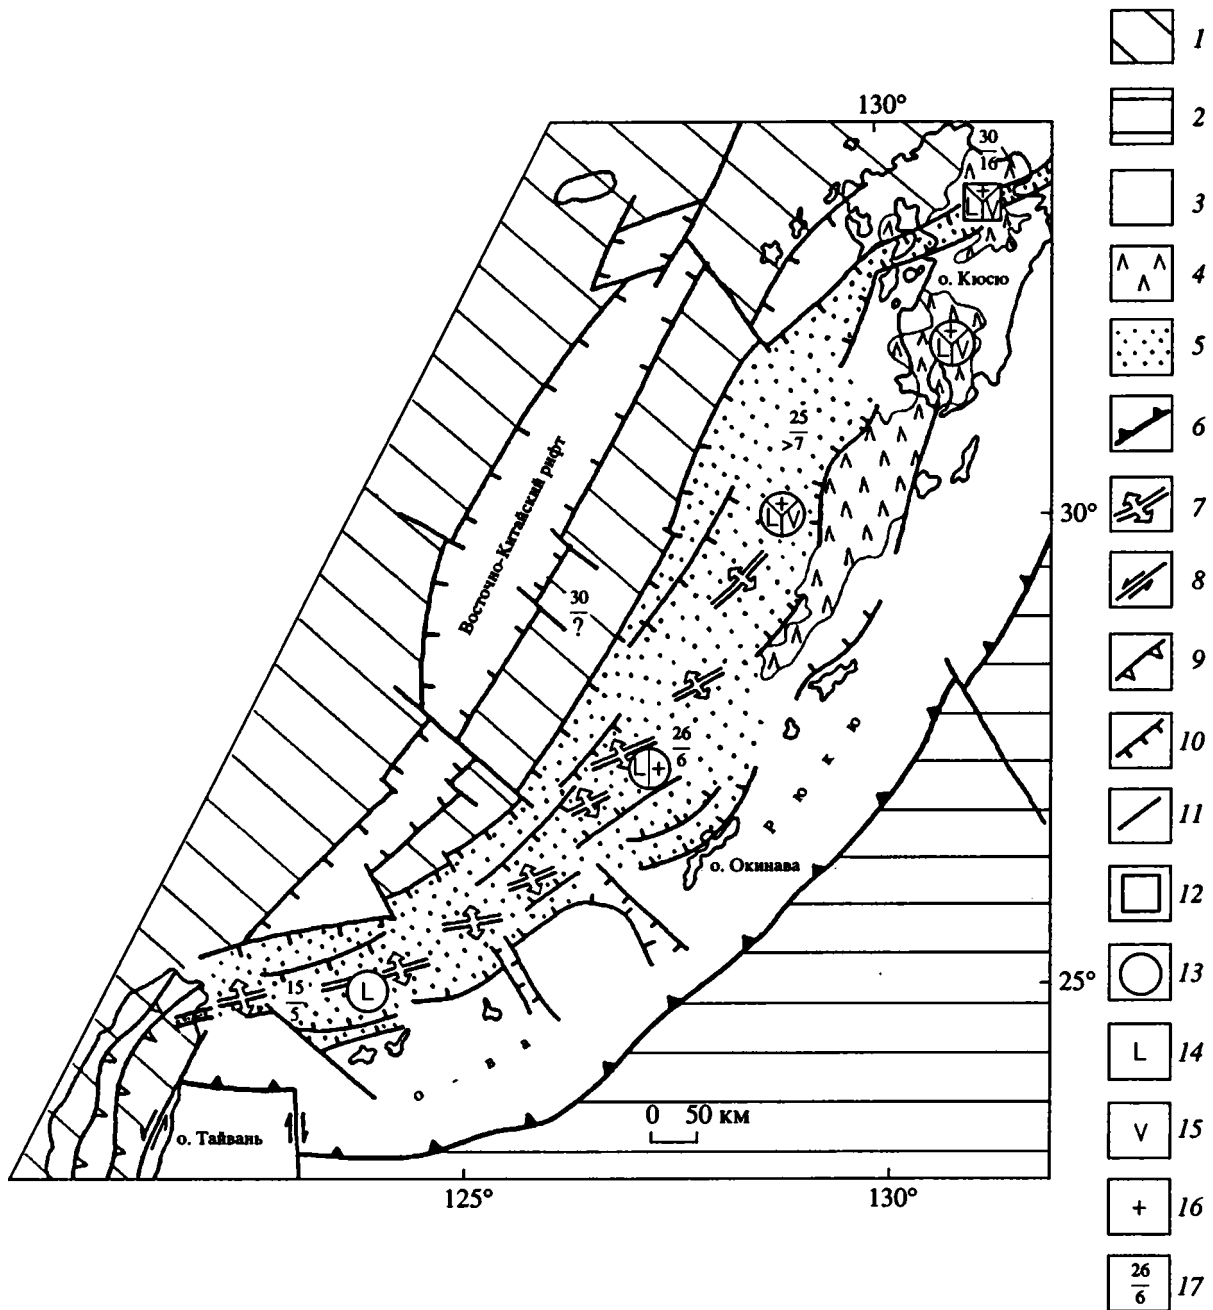 130°
30
16
L V
+
о. Кюсю
+
L V
25
>7
+
L V
30°
Восточно-Китайский рифт
30
?
26
6
L +
о. Окинава
о - в а Р ю к ю
25°
15
5
L
0 50 км
о. Тайвань
125°
130°
1
2
3
4
5
6
7
8
9
10
11
12
13
L 14
V 15
+ 16
26
6
17